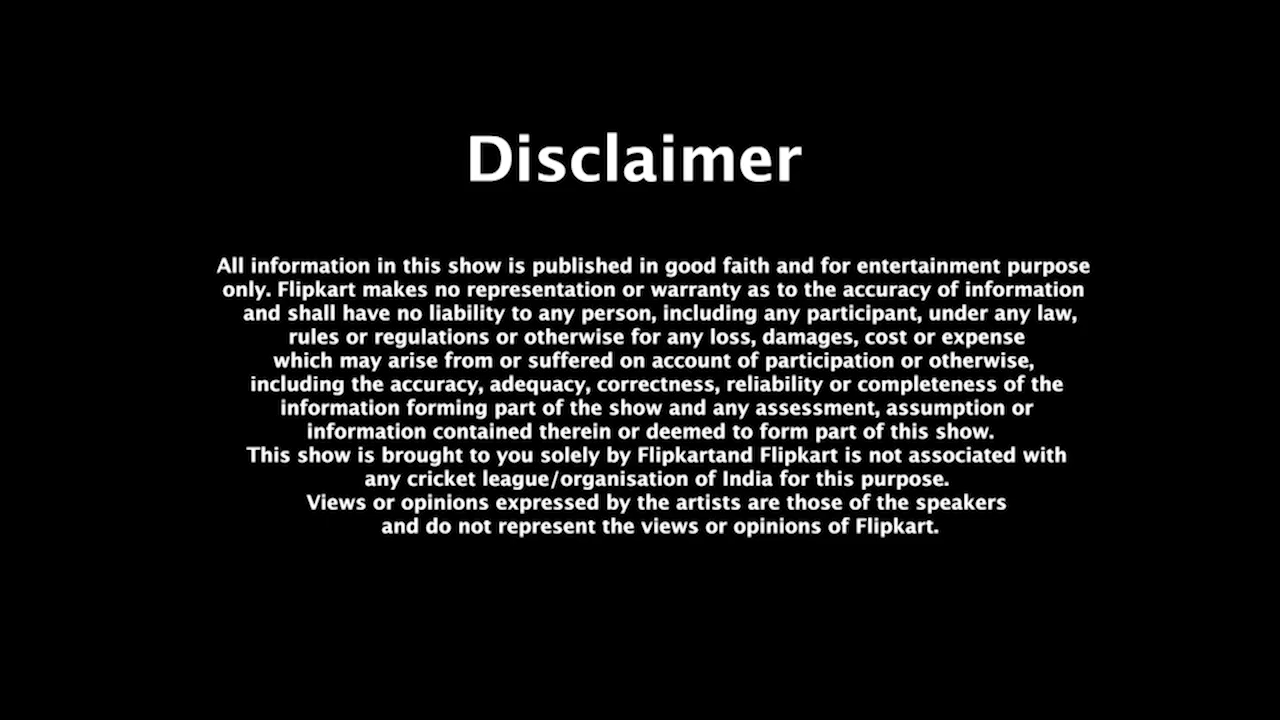 Disclaimer
All information in this show is published in good faith and for entertainment purpose
only. Flipkart makes no representation or warranty as to the accuracy of information
and shall have no liability to any person, including any participant, under any law,
rules or regulations or otherwise for any loss, damages, cost or expense
which may arise from or suffered on account of participation or otherwise,
including the accuracy, adequacy, correctness, reliability or completeness of the
information forming part of the show and any assessment, assumption or
information contained therein or deemed to form part of this show.
This show is brought to you solely by Flipkartand Flipkart is not associated with
any cricket league/organisation of India for this purpose.
Views or opinions expressed by the artists are those of the speakers
and do not represent the views or opinions of Flipkart.